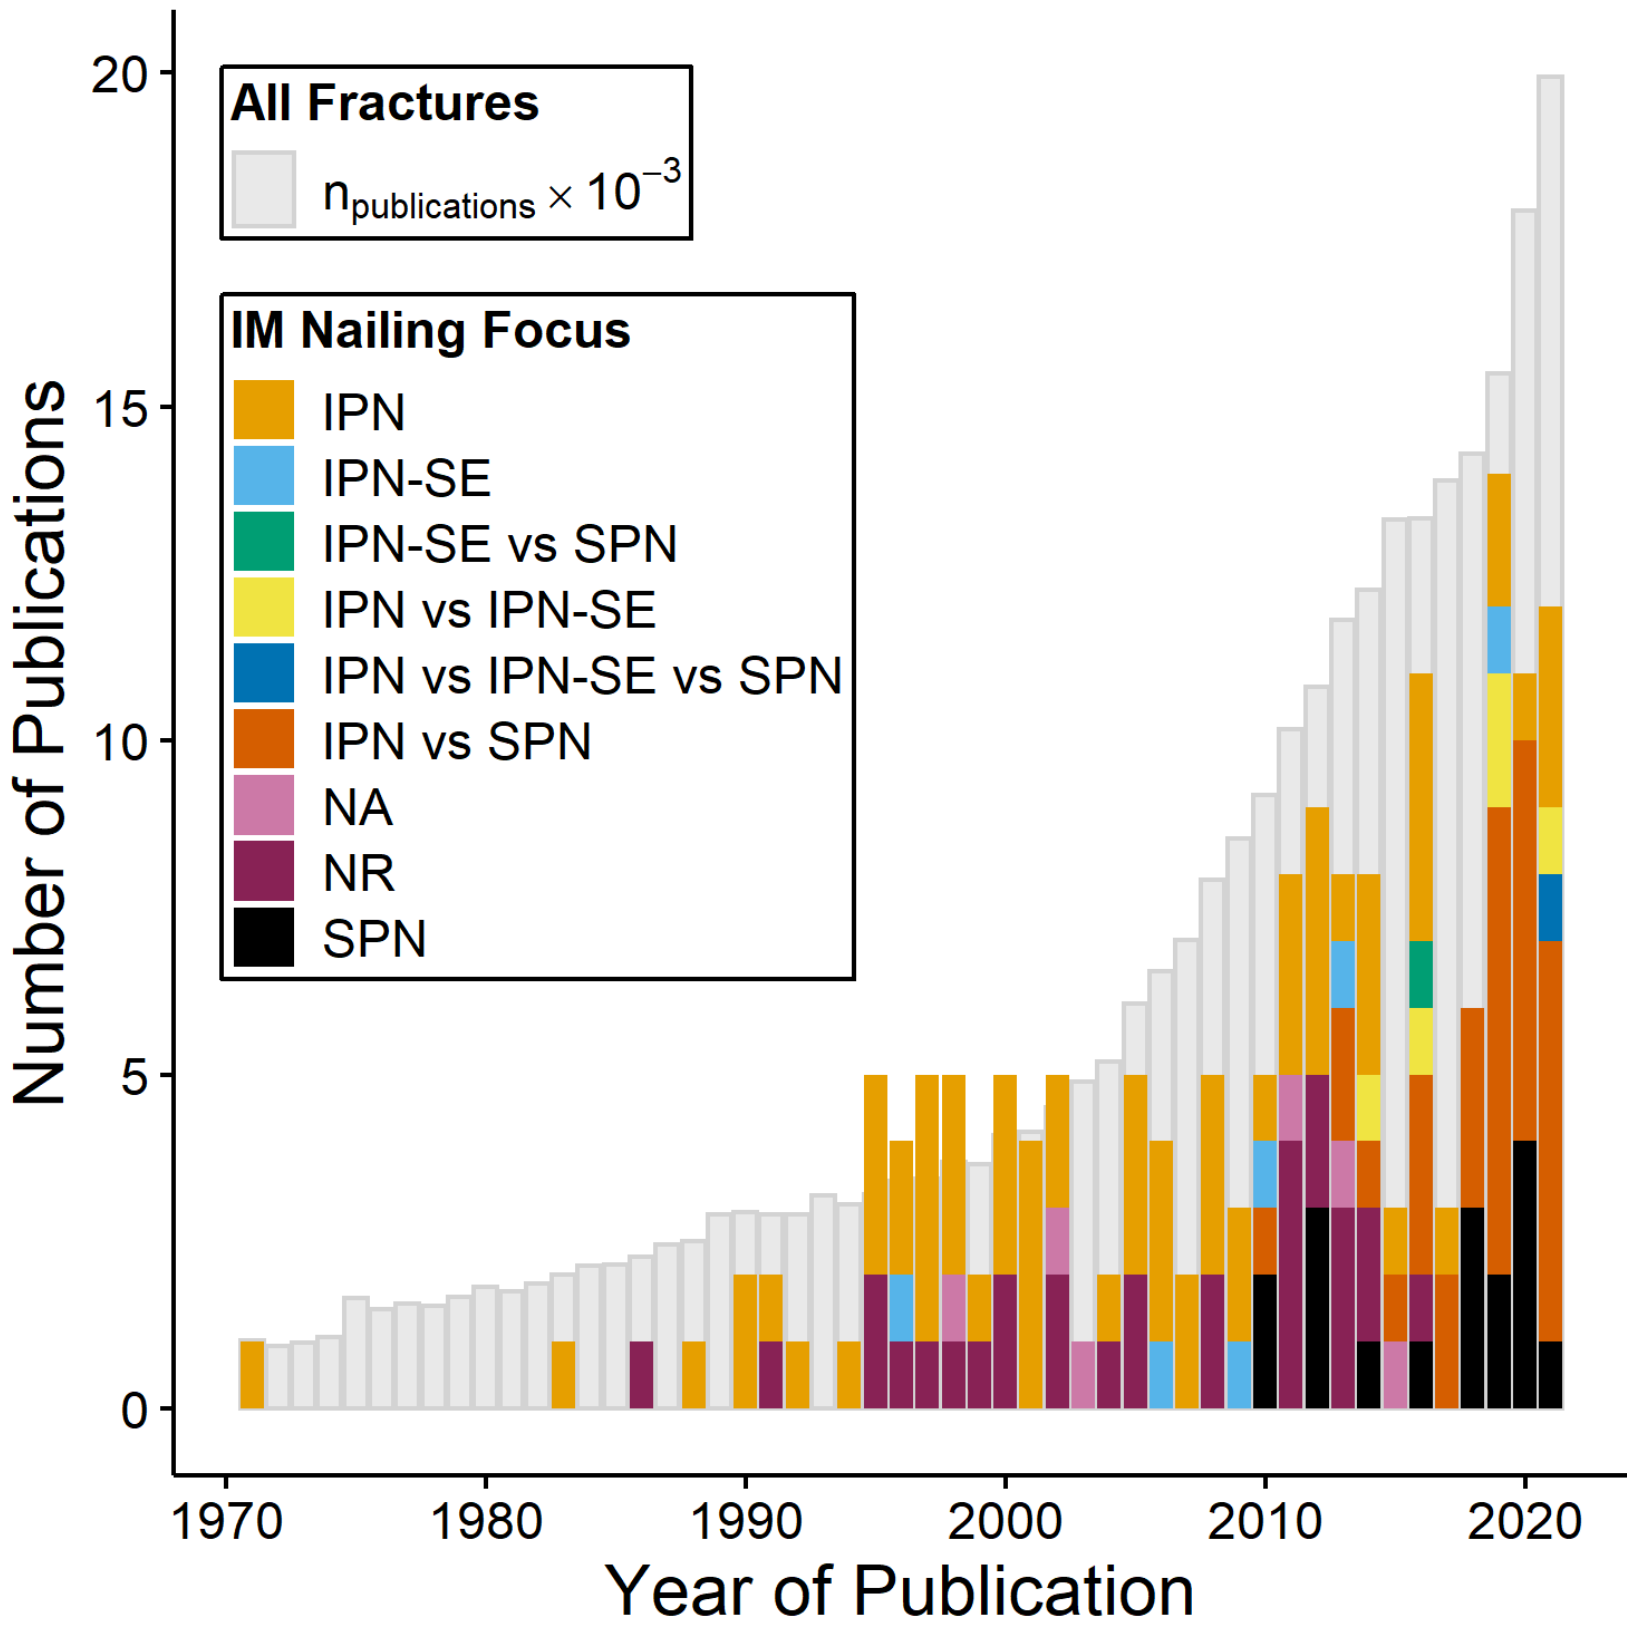 All Fractures
n_publications × 10^−3
IM Nailing Focus
IPN
IPN-SE
IPN-SE vs SPN
IPN vs IPN-SE
IPN vs IPN-SE vs SPN
IPN vs SPN
NA
NR
SPN
Number of Publications
20
15
10
5
0
1970 1980 1990 2000 2010 2020
Year of Publication